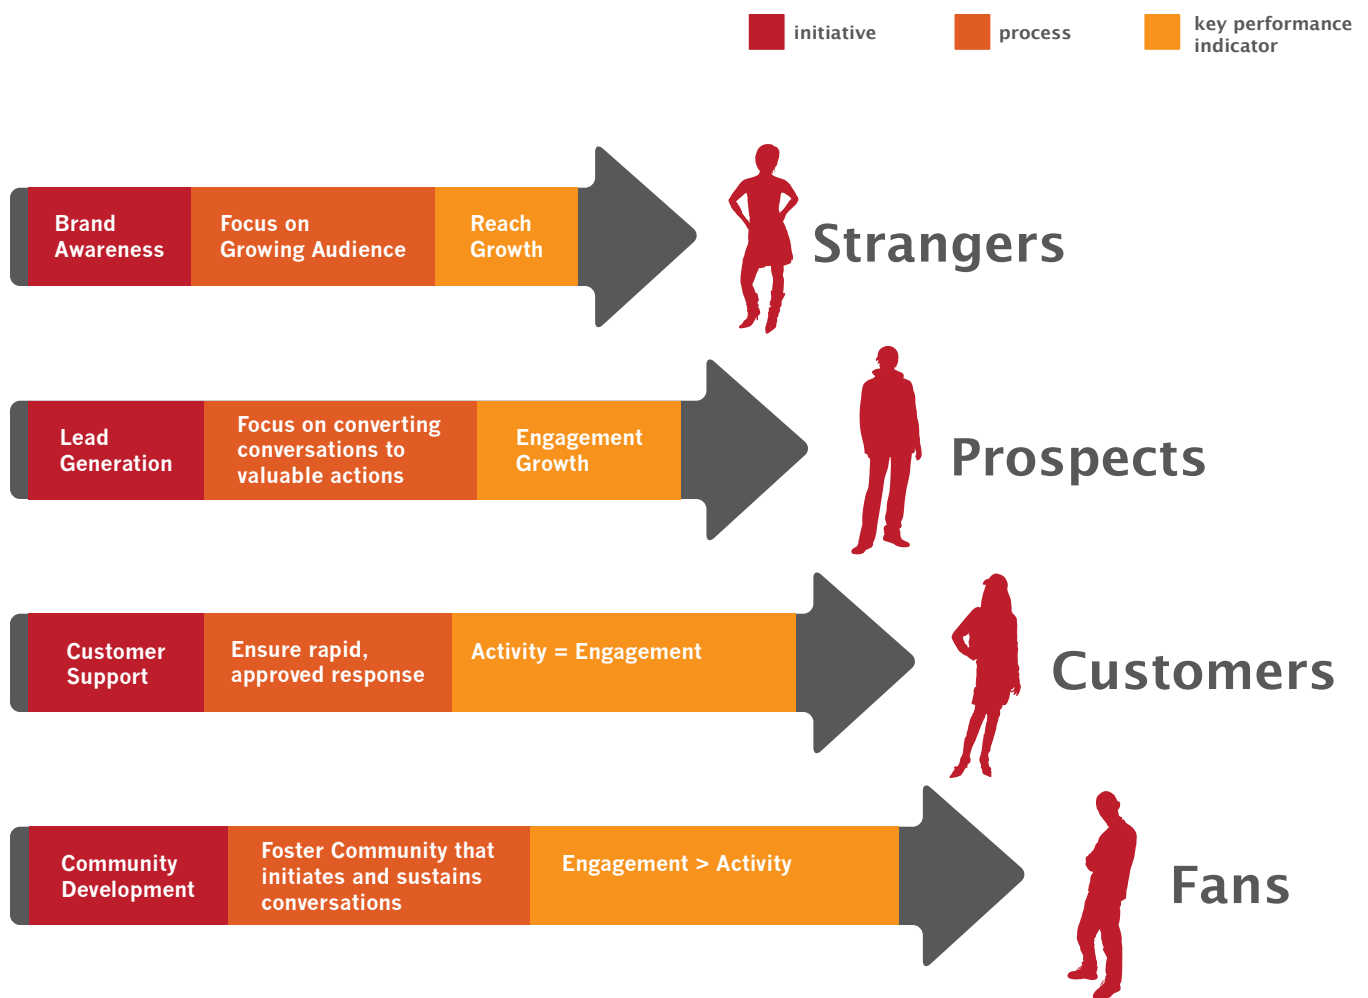 initiative
process
key performance
indicator
Brand
Awareness
Focus on
Growing Audience
Reach
Growth
Strangers
Lead
Generation
Focus on converting
conversations to
valuable actions
Engagement
Growth
Prospects
Customer
Support
Ensure rapid,
approved response
Activity = Engagement
Customers
Community
Development
Foster Community that
initiates and sustains
conversations
Engagement > Activity
Fans